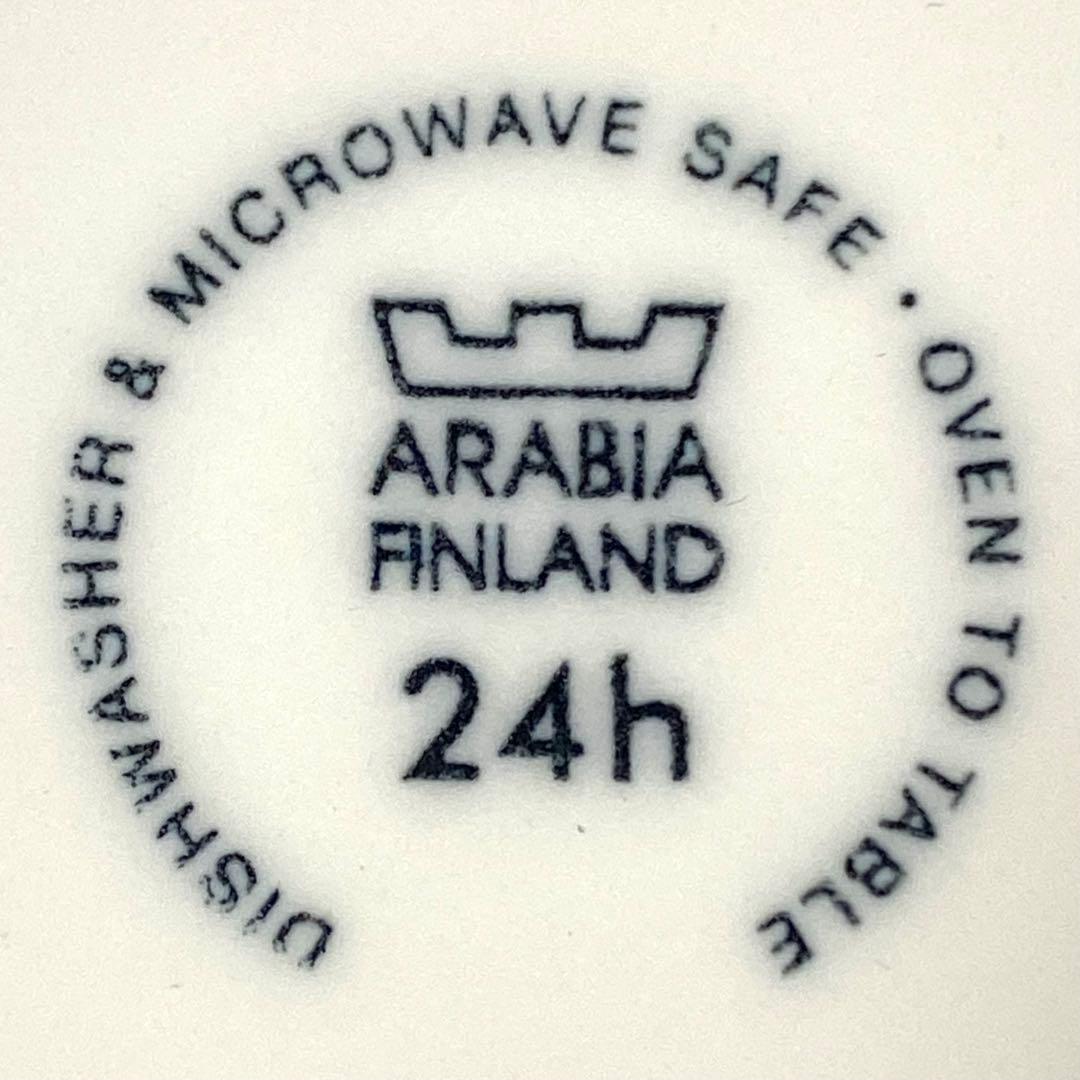 DISHWASHER & MICROWAVE SAFE · OVEN TO TABLE
ARABIA
FINLAND
24h